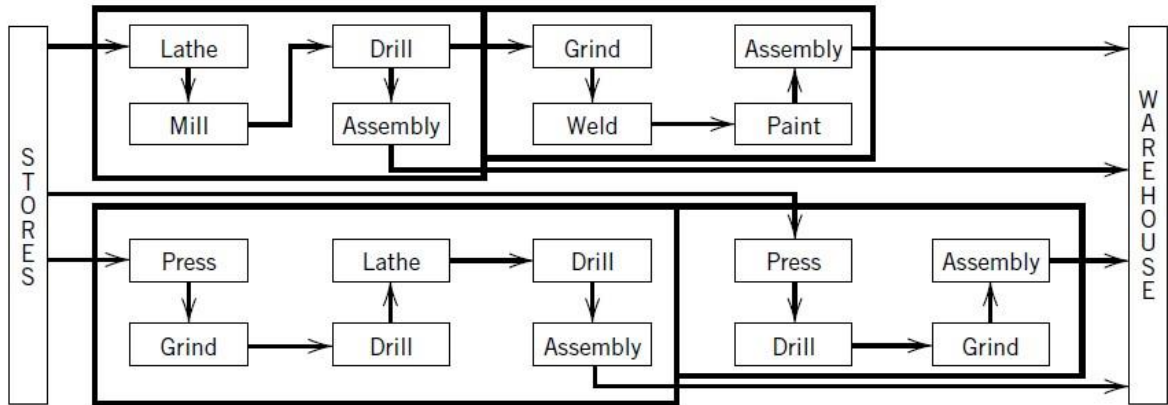 STORES
Lathe
Drill
Grind
Assembly
Mill
Assembly
Weld
Paint
Press
Lathe
Drill
Press
Assembly
Grind
Drill
Assembly
Drill
Grind
WAREHOUSE